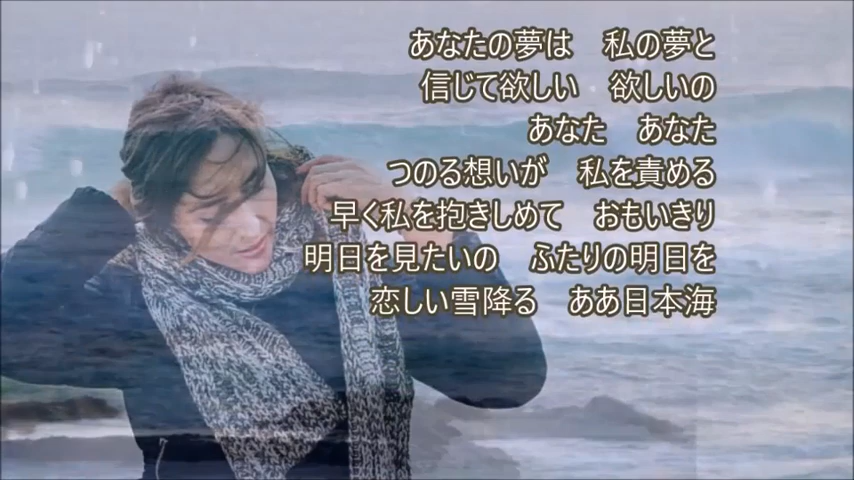 あなたの夢は　私の夢と
信じて欲しい　欲しいの
あなた　あなた
つのる想いが　私を責める
早く私を抱きしめて　おもいきり
明日を見たいの　ふたりの明日を
恋しい雪降る　ああ日本海